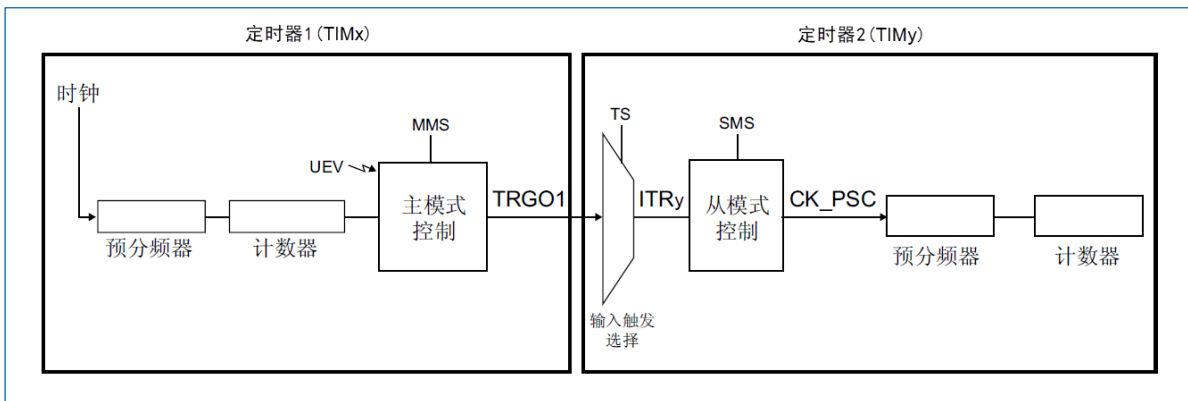 定时器1(TIMx)
定时器2(TIMy)
时钟
MMS
UEV
主模式
控制
TRGO1
预分频器
计数器
TS
ITRy
SMS
从模式
控制
CK_PSC
预分频器
计数器
输入触发
选择